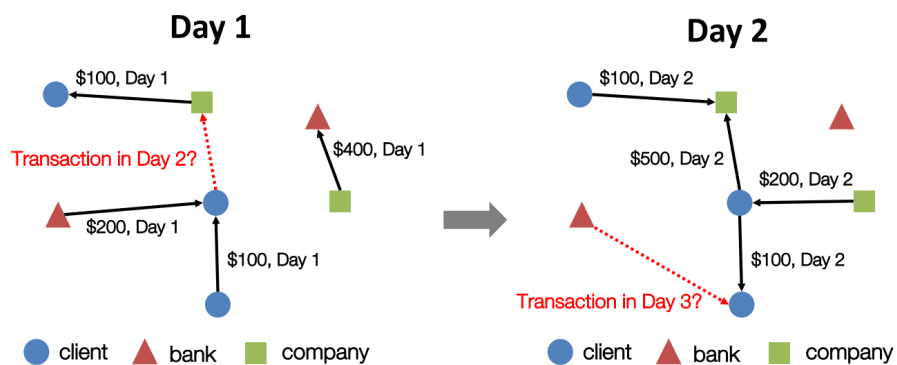 Day 1
$100, Day 1
Transaction in Day 2?
$400, Day 1
$200, Day 1
$100, Day 1
client
bank
company
Day 2
$100, Day 2
$500, Day 2
$200, Day 2
$100, Day 2
Transaction in Day 3?
client
bank
company